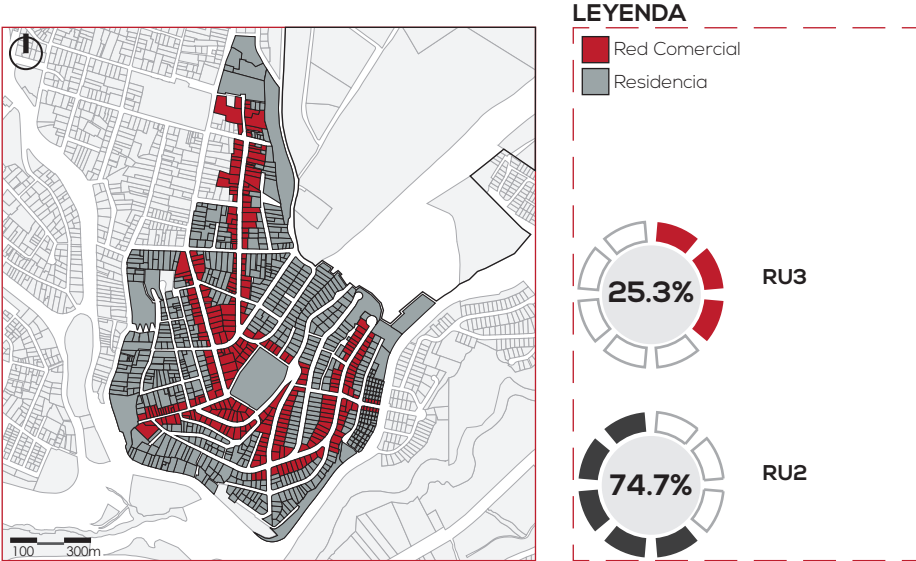 LEYENDA
Red Comercial
Residencia
25.3%
RU3
74.7%
RU2
100 300m